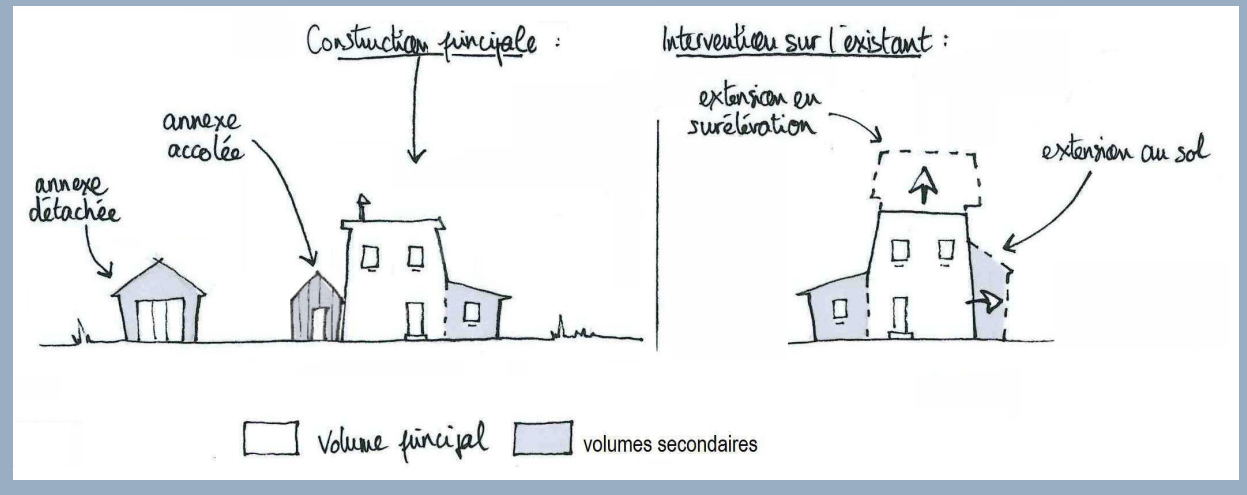 Construction principale :
Intervention sur l'existant :
annexe
accolée
annexe
détachée
extension en
surélévation
extension au sol
volume principal
volumes secondaires